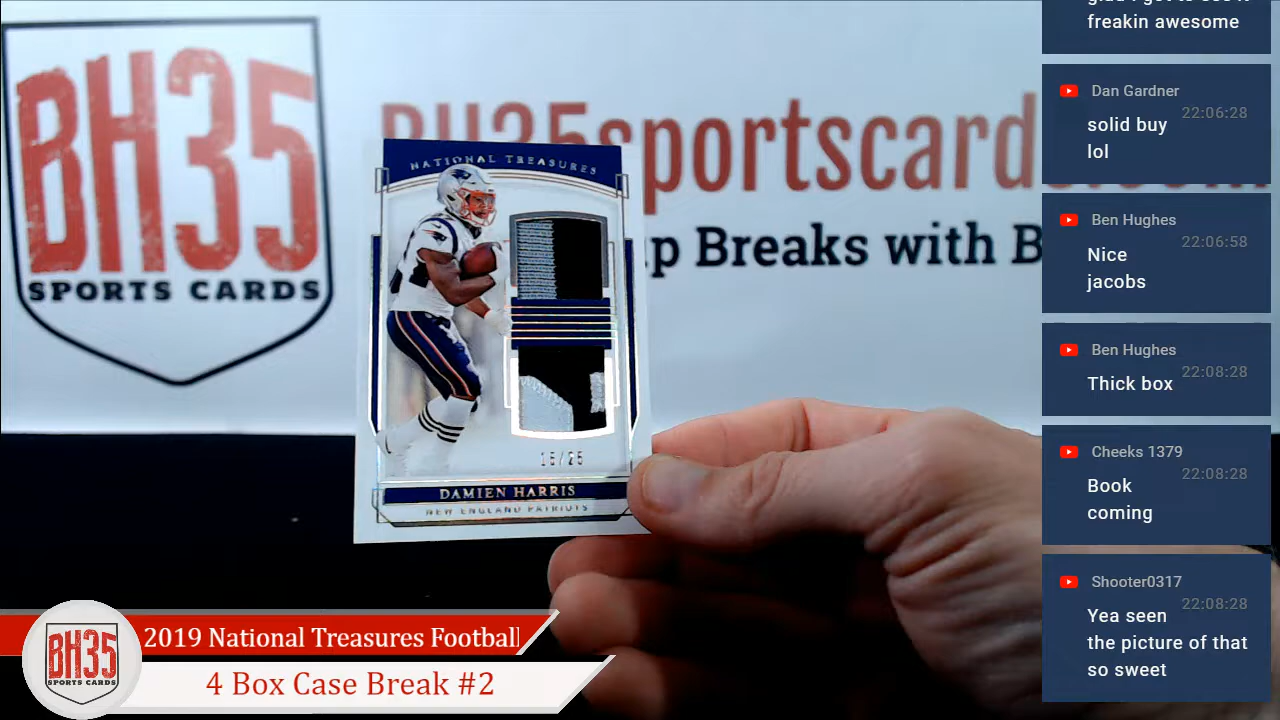 BH35
SPORTS CARDS
BH35sportscards.com
p Breaks with B
NATIONAL TREASURES
15/25
DAMIEN HARRIS
NEW ENGLAND PATRIOTS
2019 National Treasures Football
4 Box Case Break #2
BH35
SPORTS CARDS
freakin awesome
Dan Gardner
22:06:28
solid buy
lol
Ben Hughes
22:06:58
Nice
jacobs
Ben Hughes
22:08:28
Thick box
Cheeks 1379
22:08:28
Book
coming
Shooter0317
22:08:28
Yea seen
the picture of that
so sweet